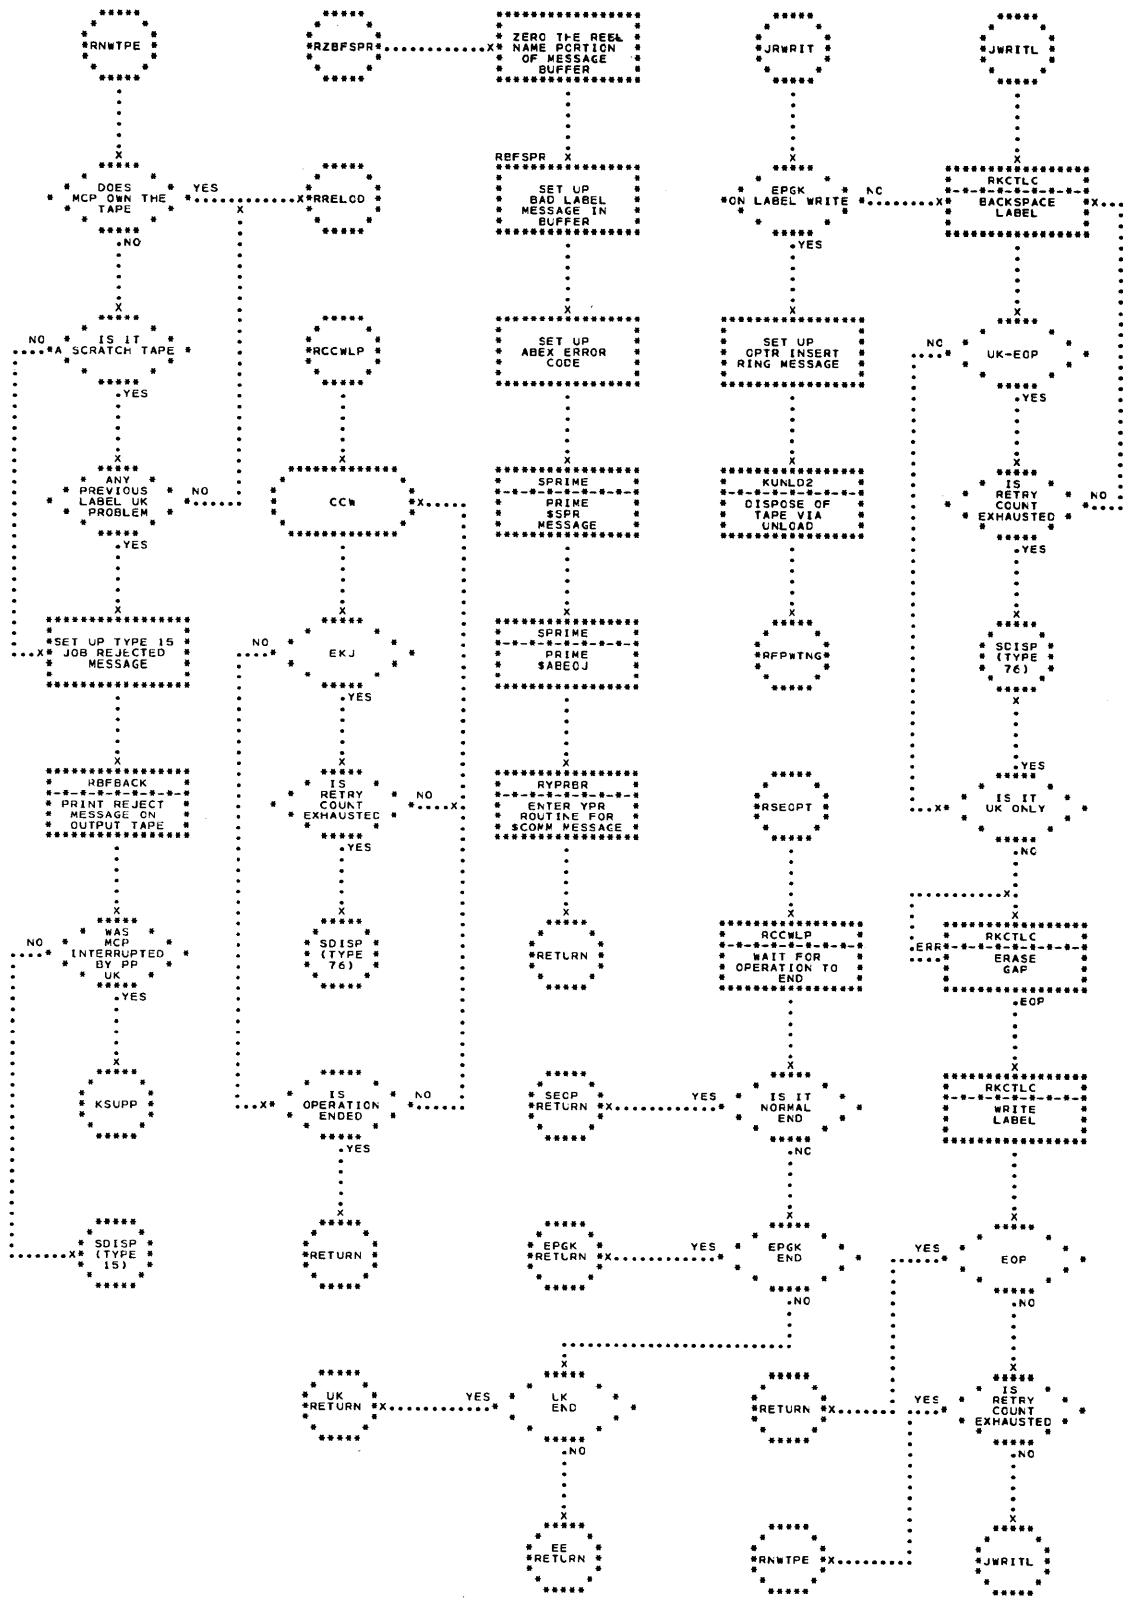 RNWTPE
RZBFSPR
ZERO THE REEL
NAME PORTION
OF MESSAGE
BUFFER
JRWRIT
JWRITL
DOES
MCP OWN THE
TAPE
YES
RRELOD
NO
RBFSPR
SET UP
BAD LABEL
MESSAGE IN
BUFFER
EPGK
ON LABEL WRITE
NO
YES
RKCTLC
BACKSPACE
LABEL
IS IT
SCRATCH TAPE
NO
A
YES
RCCWLP
SET UP
ABEX ERROR
CODE
SET UP
OPTR INSERT
RING MESSAGE
NO
UK-EOP
YES
ANY
PREVIOUS
LABEL UK
PROBLEM
NO
YES
CCW
SPRIME
PRIME
$SPR
MESSAGE
KUNLD2
DISPOSE OF
TAPE VIA
UNLOAD
IS
RETRY
COUNT
EXHAUSTED
NO
YES
SET UP TYPE 15
JOB REJECTED
MESSAGE
NO
EKJ
YES
SPRIME
PRIME
$ABEOJ
RFPWTNG
SDISP
(TYPE
76)
YES
RBFBACK
PRINT REJECT
MESSAGE ON
OUTPUT TAPE
IS
RETRY
COUNT
EXHAUSTED
NO
YES
RYPRBR
ENTER YPR
ROUTINE FOR
$COMM MESSAGE
RSEOPT
IS IT
UK ONLY
NO
NO
WAS
MCP
INTERRUPTED
BY PP
UK
YES
SDISP
(TYPE
76)
RETURN
RCCWLP
WAIT FOR
OPERATION TO
END
ERR
RKCTLC
ERASE
GAP
EOP
KSUPP
IS
OPERATION
ENDED
NO
YES
SEOP
RETURN
YES
IS IT
NORMAL
END
NO
RKCTLC
WRITE
LABEL
SDISP
(TYPE
15)
RETURN
EPGK
RETURN
YES
EPGK
END
NO
YES
EOP
NO
UK
RETURN
YES
UK
END
NO
RETURN
YES
IS
RETRY
COUNT
EXHAUSTED
NO
EE
RETURN
RNWTPE
JWRITL